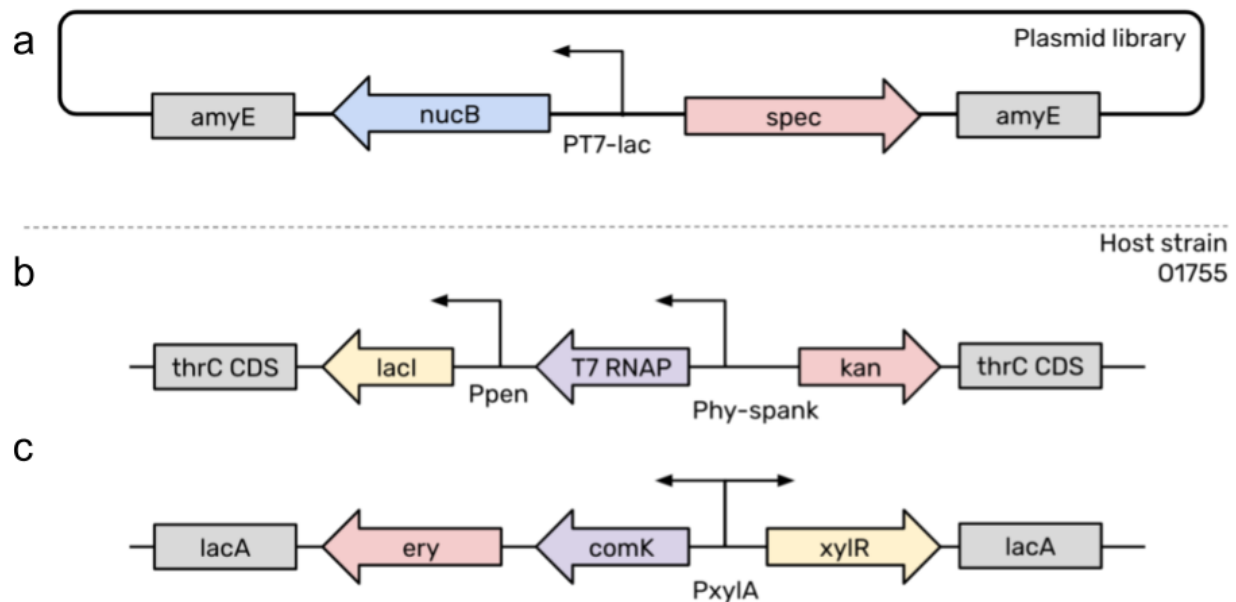 a
Plasmid library
amyE
nucB
PT7-lac
spec
amyE
Host strain
O1755
b
thrC CDS
lacI
Ppen
T7 RNAP
Phy-spank
kan
thrC CDS
c
lacA
ery
comK
PxylA
xylR
lacA